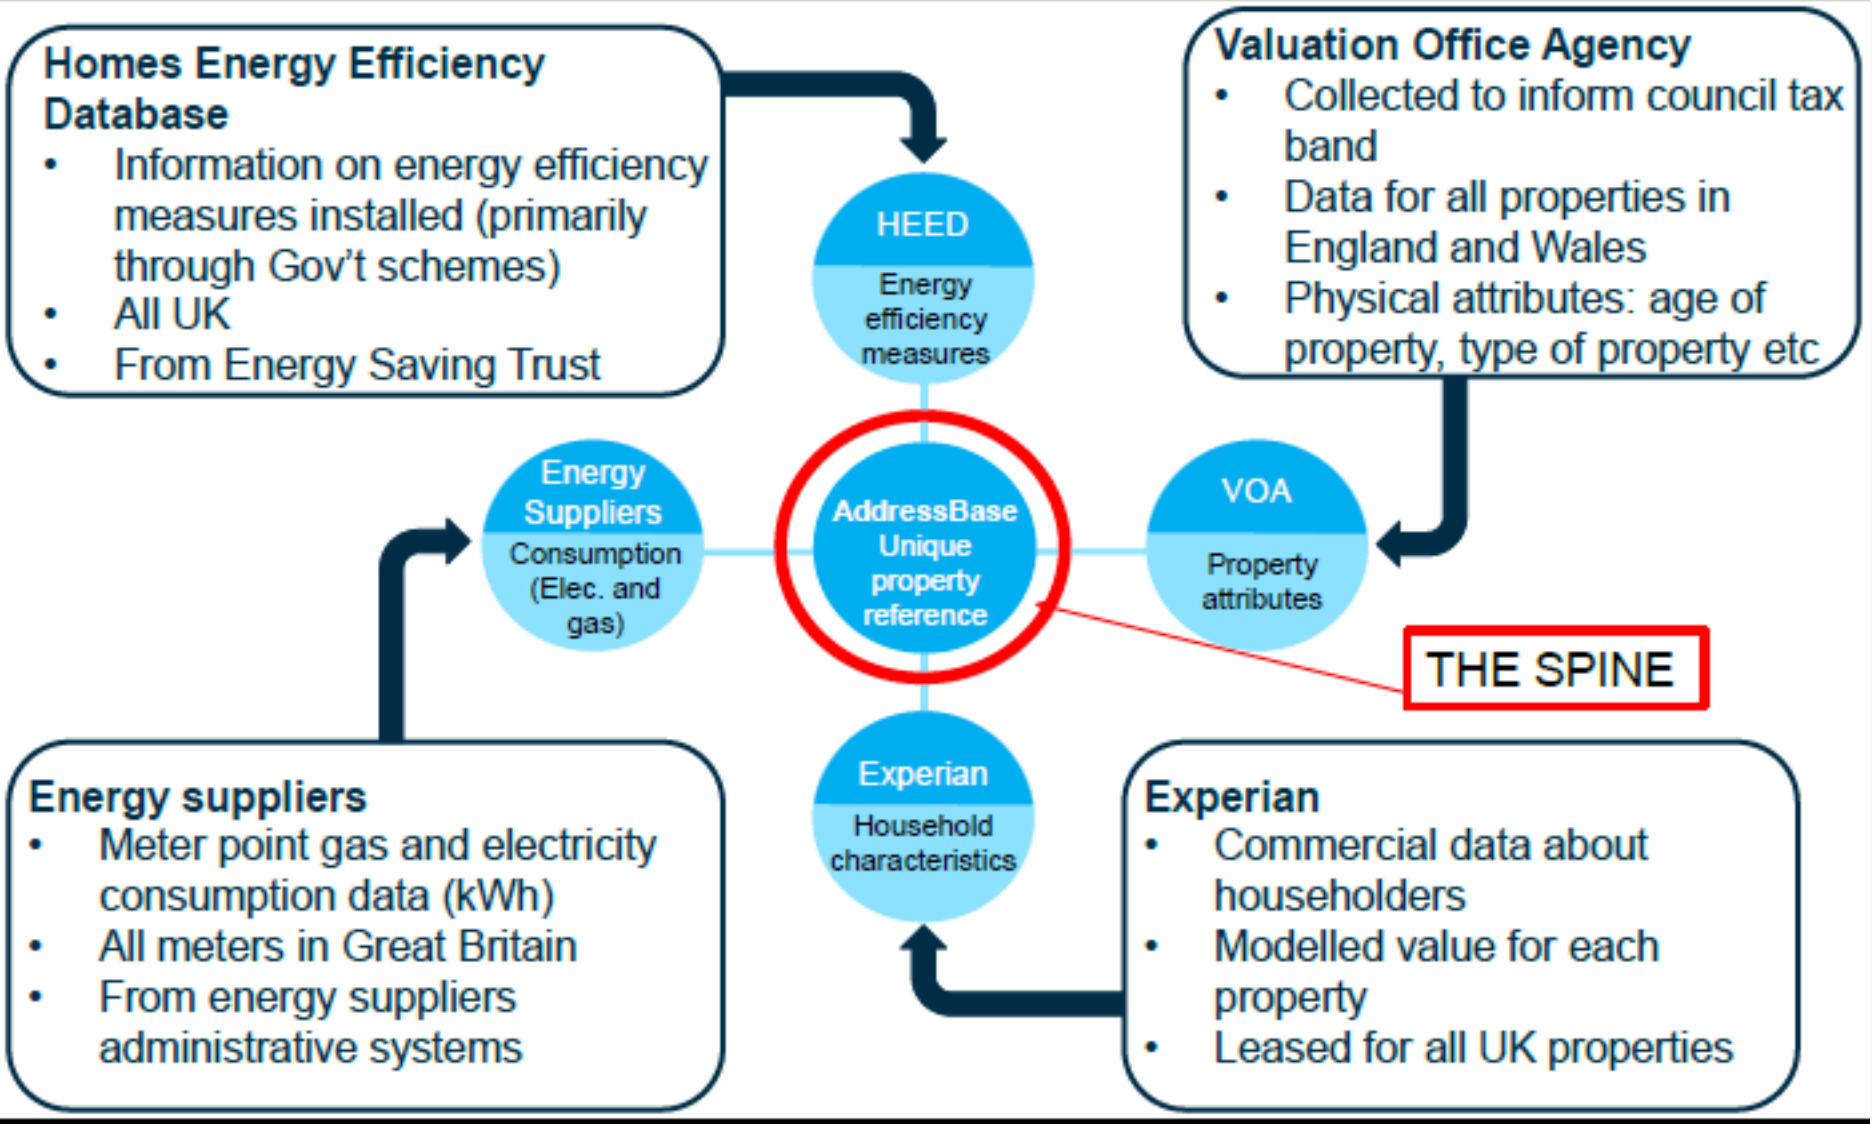 Homes Energy Efficiency
Database
• Information on energy efficiency
measures installed (primarily
through Gov't schemes)
• All UK
• From Energy Saving Trust
Valuation Office Agency
• Collected to inform council tax
band
• Data for all properties in
England and Wales
• Physical attributes: age of
property, type of property etc
HEED
Energy
efficiency
measures
Energy
Suppliers
Consumption
(Elec. and
gas)
AddressBase
Unique
property
reference
VOA
Property
attributes
THE SPINE
Experian
Household
characteristics
Energy suppliers
• Meter point gas and electricity
consumption data (kWh)
• All meters in Great Britain
• From energy suppliers
administrative systems
Experian
• Commercial data about
householders
• Modelled value for each
property
• Leased for all UK properties